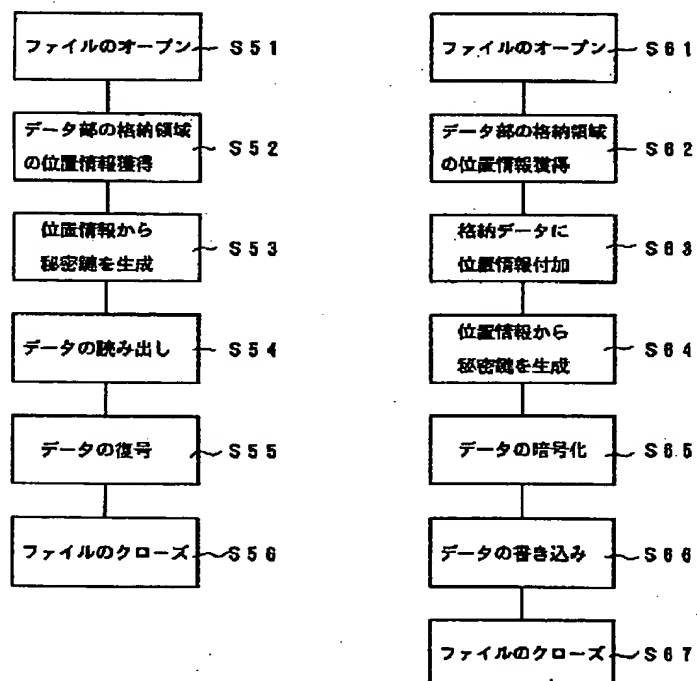 ファイルのオープン S51
データ部の格納領域
の位置情報獲得 S52
位置情報から
秘密鍵を生成 S53
データの読み出し S54
データの復号 S55
ファイルのクローズ S56
ファイルのオープン S61
データ部の格納領域
の位置情報獲得 S62
格納データに
位置情報付加 S63
位置情報から
秘密鍵を生成 S64
データの暗号化 S65
データの書き込み S66
ファイルのクローズ S67